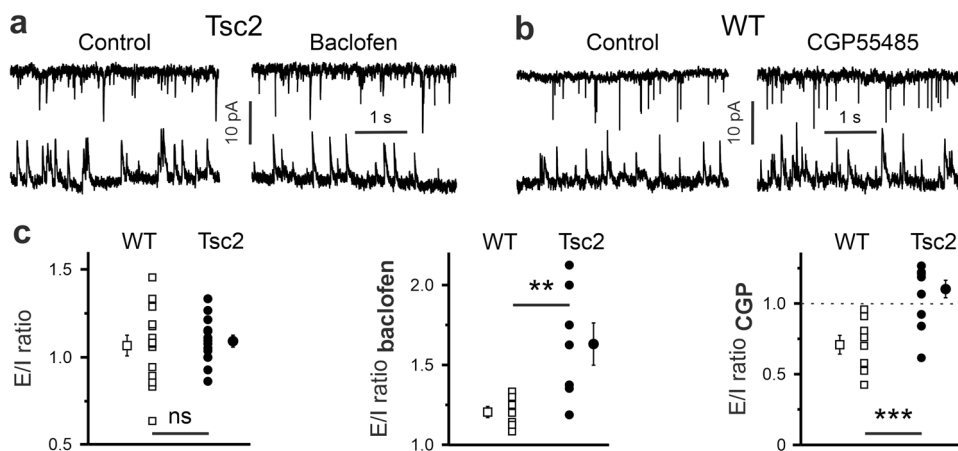 a Tsc2 b WT
Control Baclofen Control CGP55485
10 pA 1 s 10 pA 1 s
c
WT Tsc2
E/I ratio
1.5
1.0
0.5
ns
WT Tsc2
E/I ratio baclofen
2.0
1.5
1.0
**
WT Tsc2
E/I ratio CGP
1.0
0.5
0
***